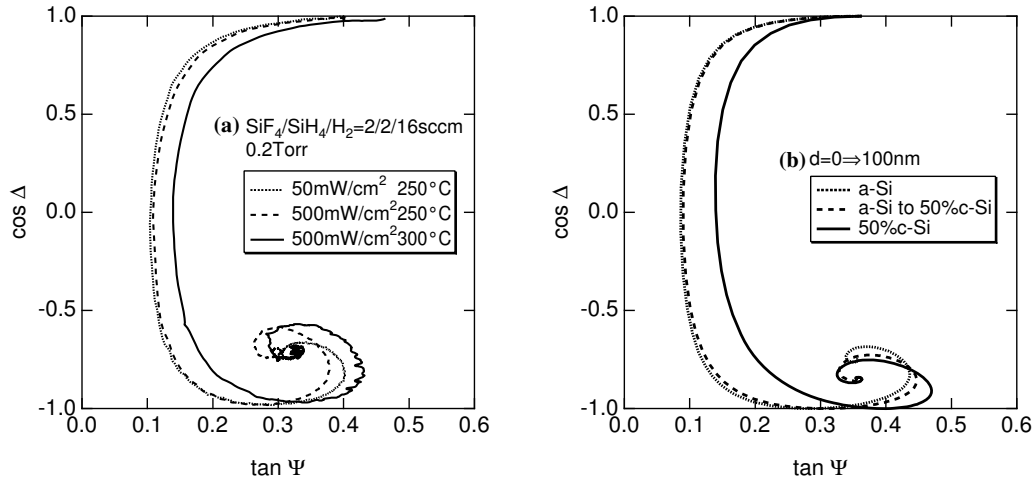 1.0
0.5
0.0
-0.5
-1.0
cos Δ
0.0 0.1 0.2 0.3 0.4 0.5 0.6
tan Ψ
(a) SiF₄/SiH₄/H₂=2/2/16sccm
0.2Torr
50mW/cm² 250°C
500mW/cm² 250°C
500mW/cm² 300°C
1.0
0.5
0.0
-0.5
-1.0
cos Δ
0.0 0.1 0.2 0.3 0.4 0.5 0.6
tan Ψ
(b) d=0⇒100nm
a-Si
a-Si to 50%c-Si
50%c-Si